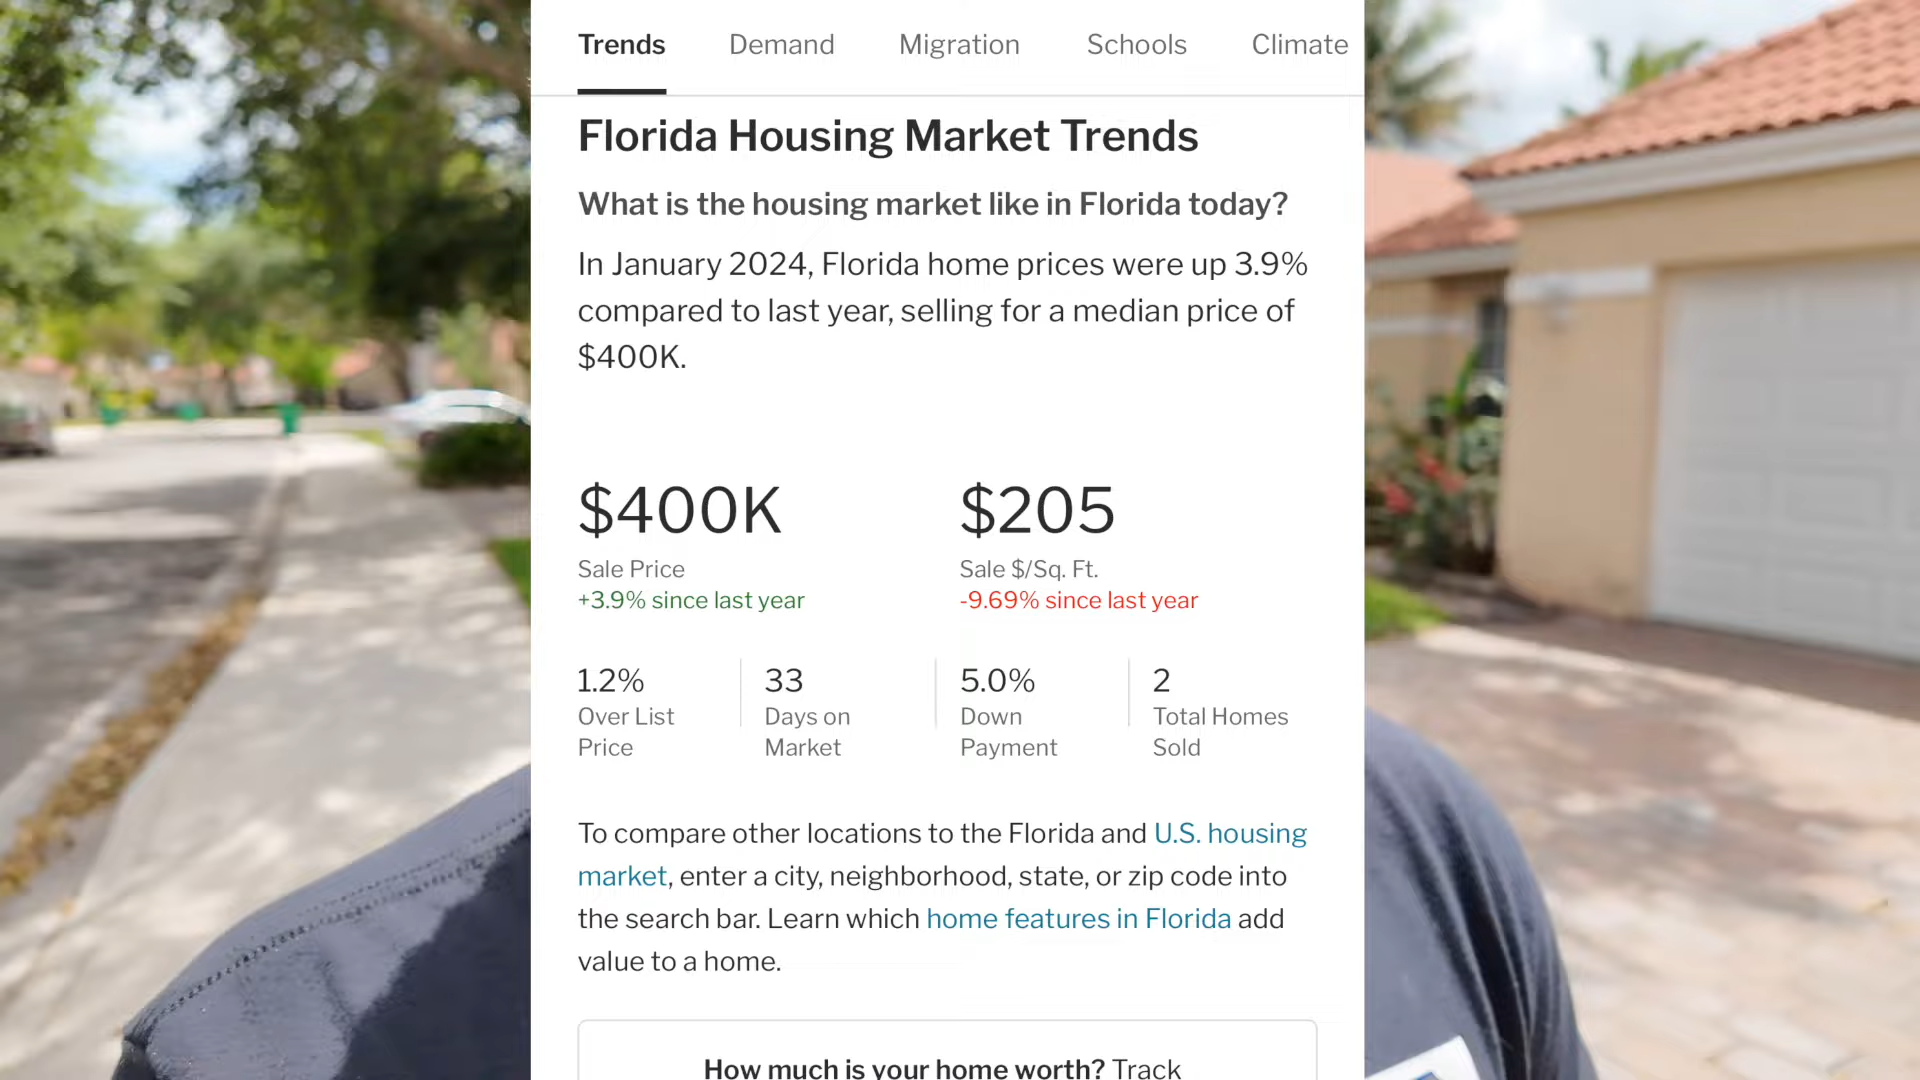 Trends Demand Migration Schools Climate
Florida Housing Market Trends
What is the housing market like in Florida today?
In January 2024, Florida home prices were up 3.9%
compared to last year, selling for a median price of
$400K.
$400K $205
Sale Price Sale $/Sq. Ft.
+3.9% since last year -9.69% since last year
1.2% 33 5.0% 2
Over List Days on Down Total Homes
Price Market Payment Sold
To compare other locations to the Florida and U.S. housing
market, enter a city, neighborhood, state, or zip code into
the search bar. Learn which home features in Florida add
value to a home.
How much is your home worth? Track